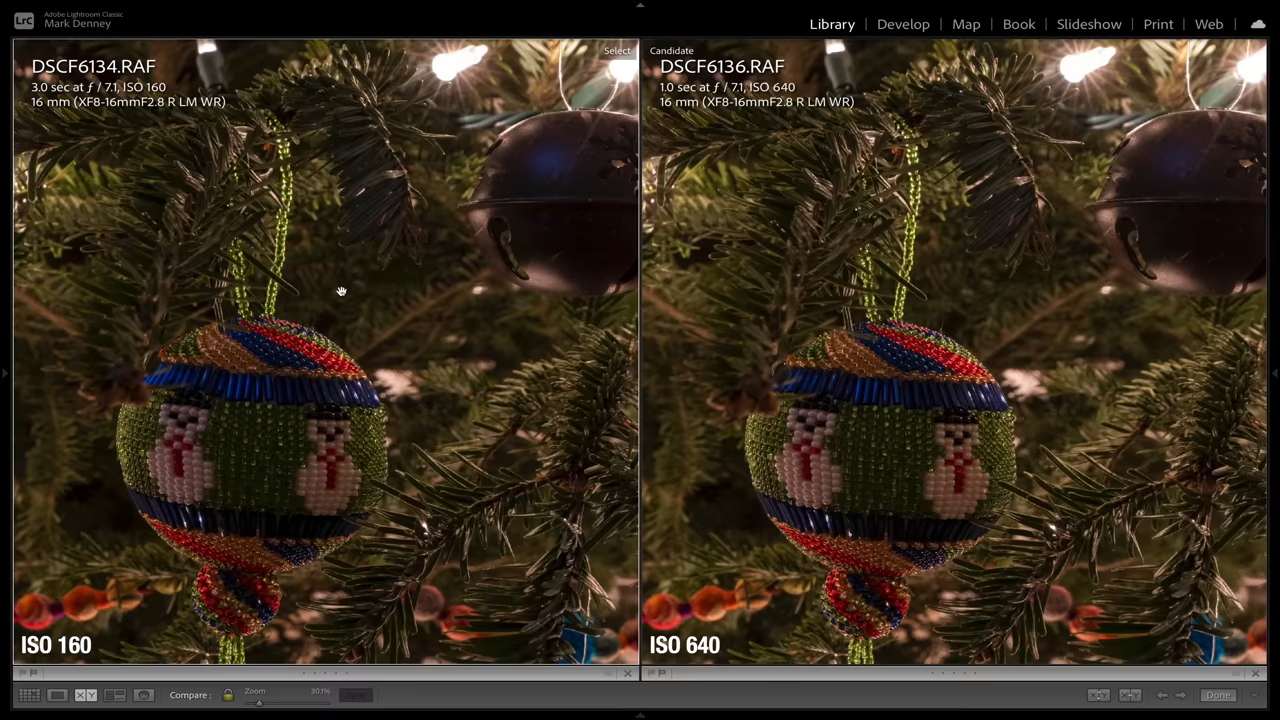 LrC
Adobe Lightroom Classic
Mark Denney
Library
Develop
Map
Book
Slideshow
Print
Web
Select
DSCF6134.RAF
3.0 sec at ƒ / 7.1, ISO 160
16 mm (XF8-16mmF2.8 R LM WR)
ISO 160
Candidate
DSCF6136.RAF
1.0 sec at ƒ / 7.1, ISO 640
16 mm (XF8-16mmF2.8 R LM WR)
ISO 640
X Y
Compare :
Zoom
30.1%
Done